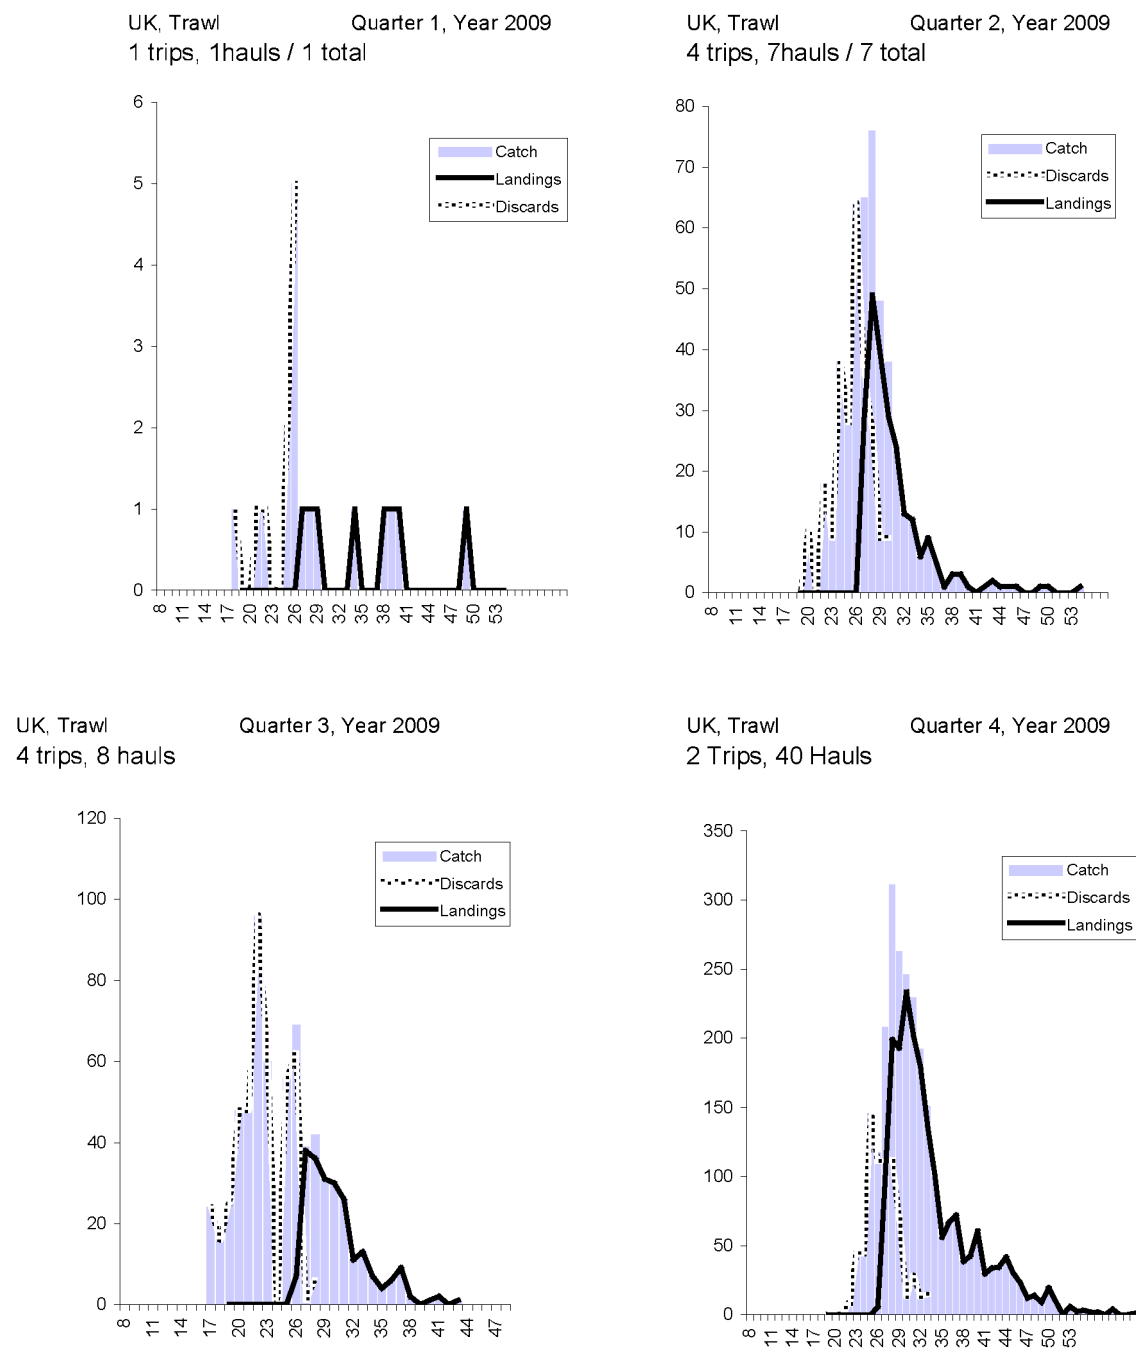 UK, Trawl Quarter 1, Year 2009
1 trips, 1hauls / 1 total
6
5
4
3
2
1
0
Catch
Landings
Discards
8 11 14 17 20 23 26 29 32 35 38 41 44 47 50 53
UK, Trawl Quarter 2, Year 2009
4 trips, 7hauls / 7 total
80
70
60
50
40
30
20
10
0
Catch
Discards
Landings
8 11 14 17 20 23 26 29 32 35 38 41 44 47 50 53
UK, Trawl Quarter 3, Year 2009
4 trips, 8 hauls
120
100
80
60
40
20
0
Catch
Discards
Landings
8 11 14 17 20 23 26 29 32 35 38 41 44 47
UK, Trawl Quarter 4, Year 2009
2 Trips, 40 Hauls
350
300
250
200
150
100
50
0
Catch
Discards
Landings
8 11 14 17 20 23 26 29 32 35 38 41 44 47 50 53